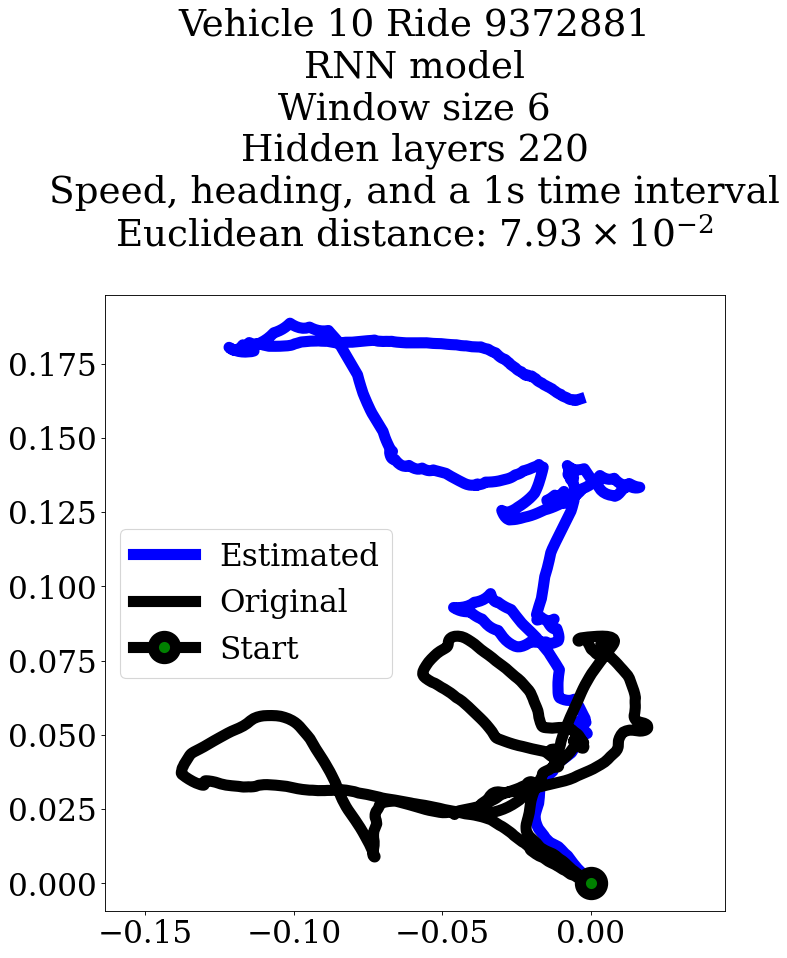 Vehicle 10 Ride 9372881
RNN model
Window size 6
Hidden layers 220
Speed, heading, and a 1s time interval
Euclidean distance: 7.93 × 10⁻²
0.175
0.150
0.125
0.100
0.075
0.050
0.025
0.000
Estimated
Original
Start
−0.15 −0.10 −0.05 0.00